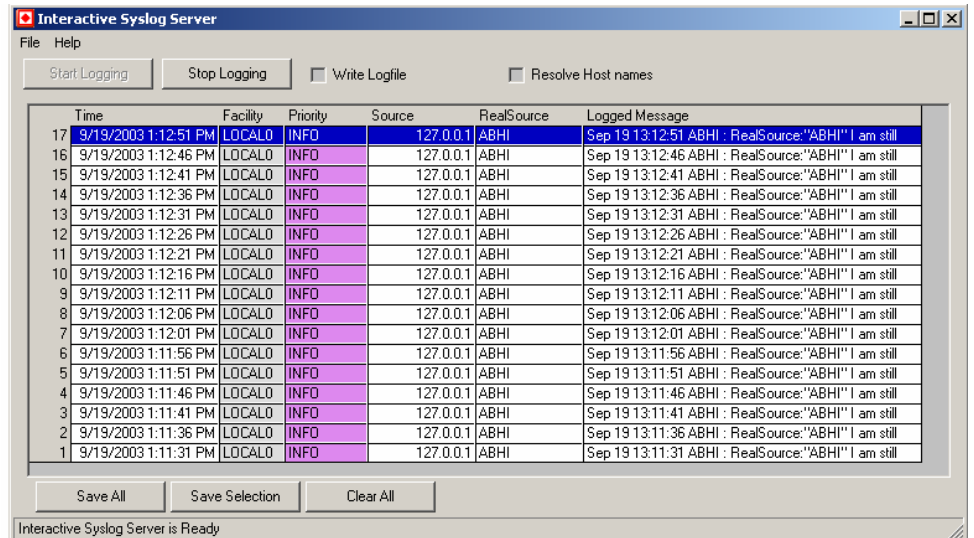 Interactive Syslog Server
File Help
Start Logging Stop Logging Write Logfile Resolve Host names
Time Facility Priority Source RealSource Logged Message
17 9/19/2003 1:12:51 PM LOCAL0 INFO 127.0.0.1 ABHI Sep 19 13:12:51 ABHI : RealSource:"ABHI" I am still
16 9/19/2003 1:12:46 PM LOCAL0 INFO 127.0.0.1 ABHI Sep 19 13:12:46 ABHI : RealSource:"ABHI" I am still
15 9/19/2003 1:12:41 PM LOCAL0 INFO 127.0.0.1 ABHI Sep 19 13:12:41 ABHI : RealSource:"ABHI" I am still
14 9/19/2003 1:12:36 PM LOCAL0 INFO 127.0.0.1 ABHI Sep 19 13:12:36 ABHI : RealSource:"ABHI" I am still
13 9/19/2003 1:12:31 PM LOCAL0 INFO 127.0.0.1 ABHI Sep 19 13:12:31 ABHI : RealSource:"ABHI" I am still
12 9/19/2003 1:12:26 PM LOCAL0 INFO 127.0.0.1 ABHI Sep 19 13:12:26 ABHI : RealSource:"ABHI" I am still
11 9/19/2003 1:12:21 PM LOCAL0 INFO 127.0.0.1 ABHI Sep 19 13:12:21 ABHI : RealSource:"ABHI" I am still
10 9/19/2003 1:12:16 PM LOCAL0 INFO 127.0.0.1 ABHI Sep 19 13:12:16 ABHI : RealSource:"ABHI" I am still
9 9/19/2003 1:12:11 PM LOCAL0 INFO 127.0.0.1 ABHI Sep 19 13:12:11 ABHI : RealSource:"ABHI" I am still
8 9/19/2003 1:12:06 PM LOCAL0 INFO 127.0.0.1 ABHI Sep 19 13:12:06 ABHI : RealSource:"ABHI" I am still
7 9/19/2003 1:12:01 PM LOCAL0 INFO 127.0.0.1 ABHI Sep 19 13:12:01 ABHI : RealSource:"ABHI" I am still
6 9/19/2003 1:11:56 PM LOCAL0 INFO 127.0.0.1 ABHI Sep 19 13:11:56 ABHI : RealSource:"ABHI" I am still
5 9/19/2003 1:11:51 PM LOCAL0 INFO 127.0.0.1 ABHI Sep 19 13:11:51 ABHI : RealSource:"ABHI" I am still
4 9/19/2003 1:11:46 PM LOCAL0 INFO 127.0.0.1 ABHI Sep 19 13:11:46 ABHI : RealSource:"ABHI" I am still
3 9/19/2003 1:11:41 PM LOCAL0 INFO 127.0.0.1 ABHI Sep 19 13:11:41 ABHI : RealSource:"ABHI" I am still
2 9/19/2003 1:11:36 PM LOCAL0 INFO 127.0.0.1 ABHI Sep 19 13:11:36 ABHI : RealSource:"ABHI" I am still
1 9/19/2003 1:11:31 PM LOCAL0 INFO 127.0.0.1 ABHI Sep 19 13:11:31 ABHI : RealSource:"ABHI" I am still
Save All Save Selection Clear All
Interactive Syslog Server is Ready